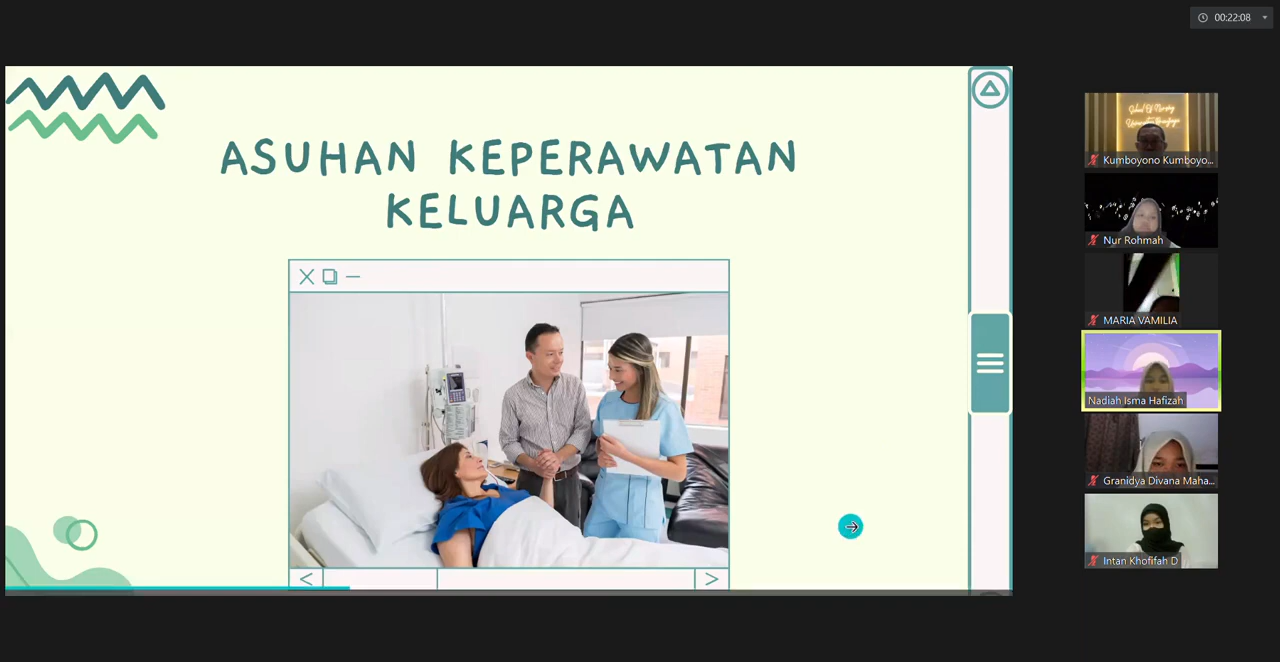 00:22:08
ASUHAN KEPERAWATAN
KELUARGA
Kumboyono Kumboyo...
Nur Rohmah
MARIA VAMILIA
Nadiah Isma Hafizah
Granidya Divana Maha...
Intan Khofifah D